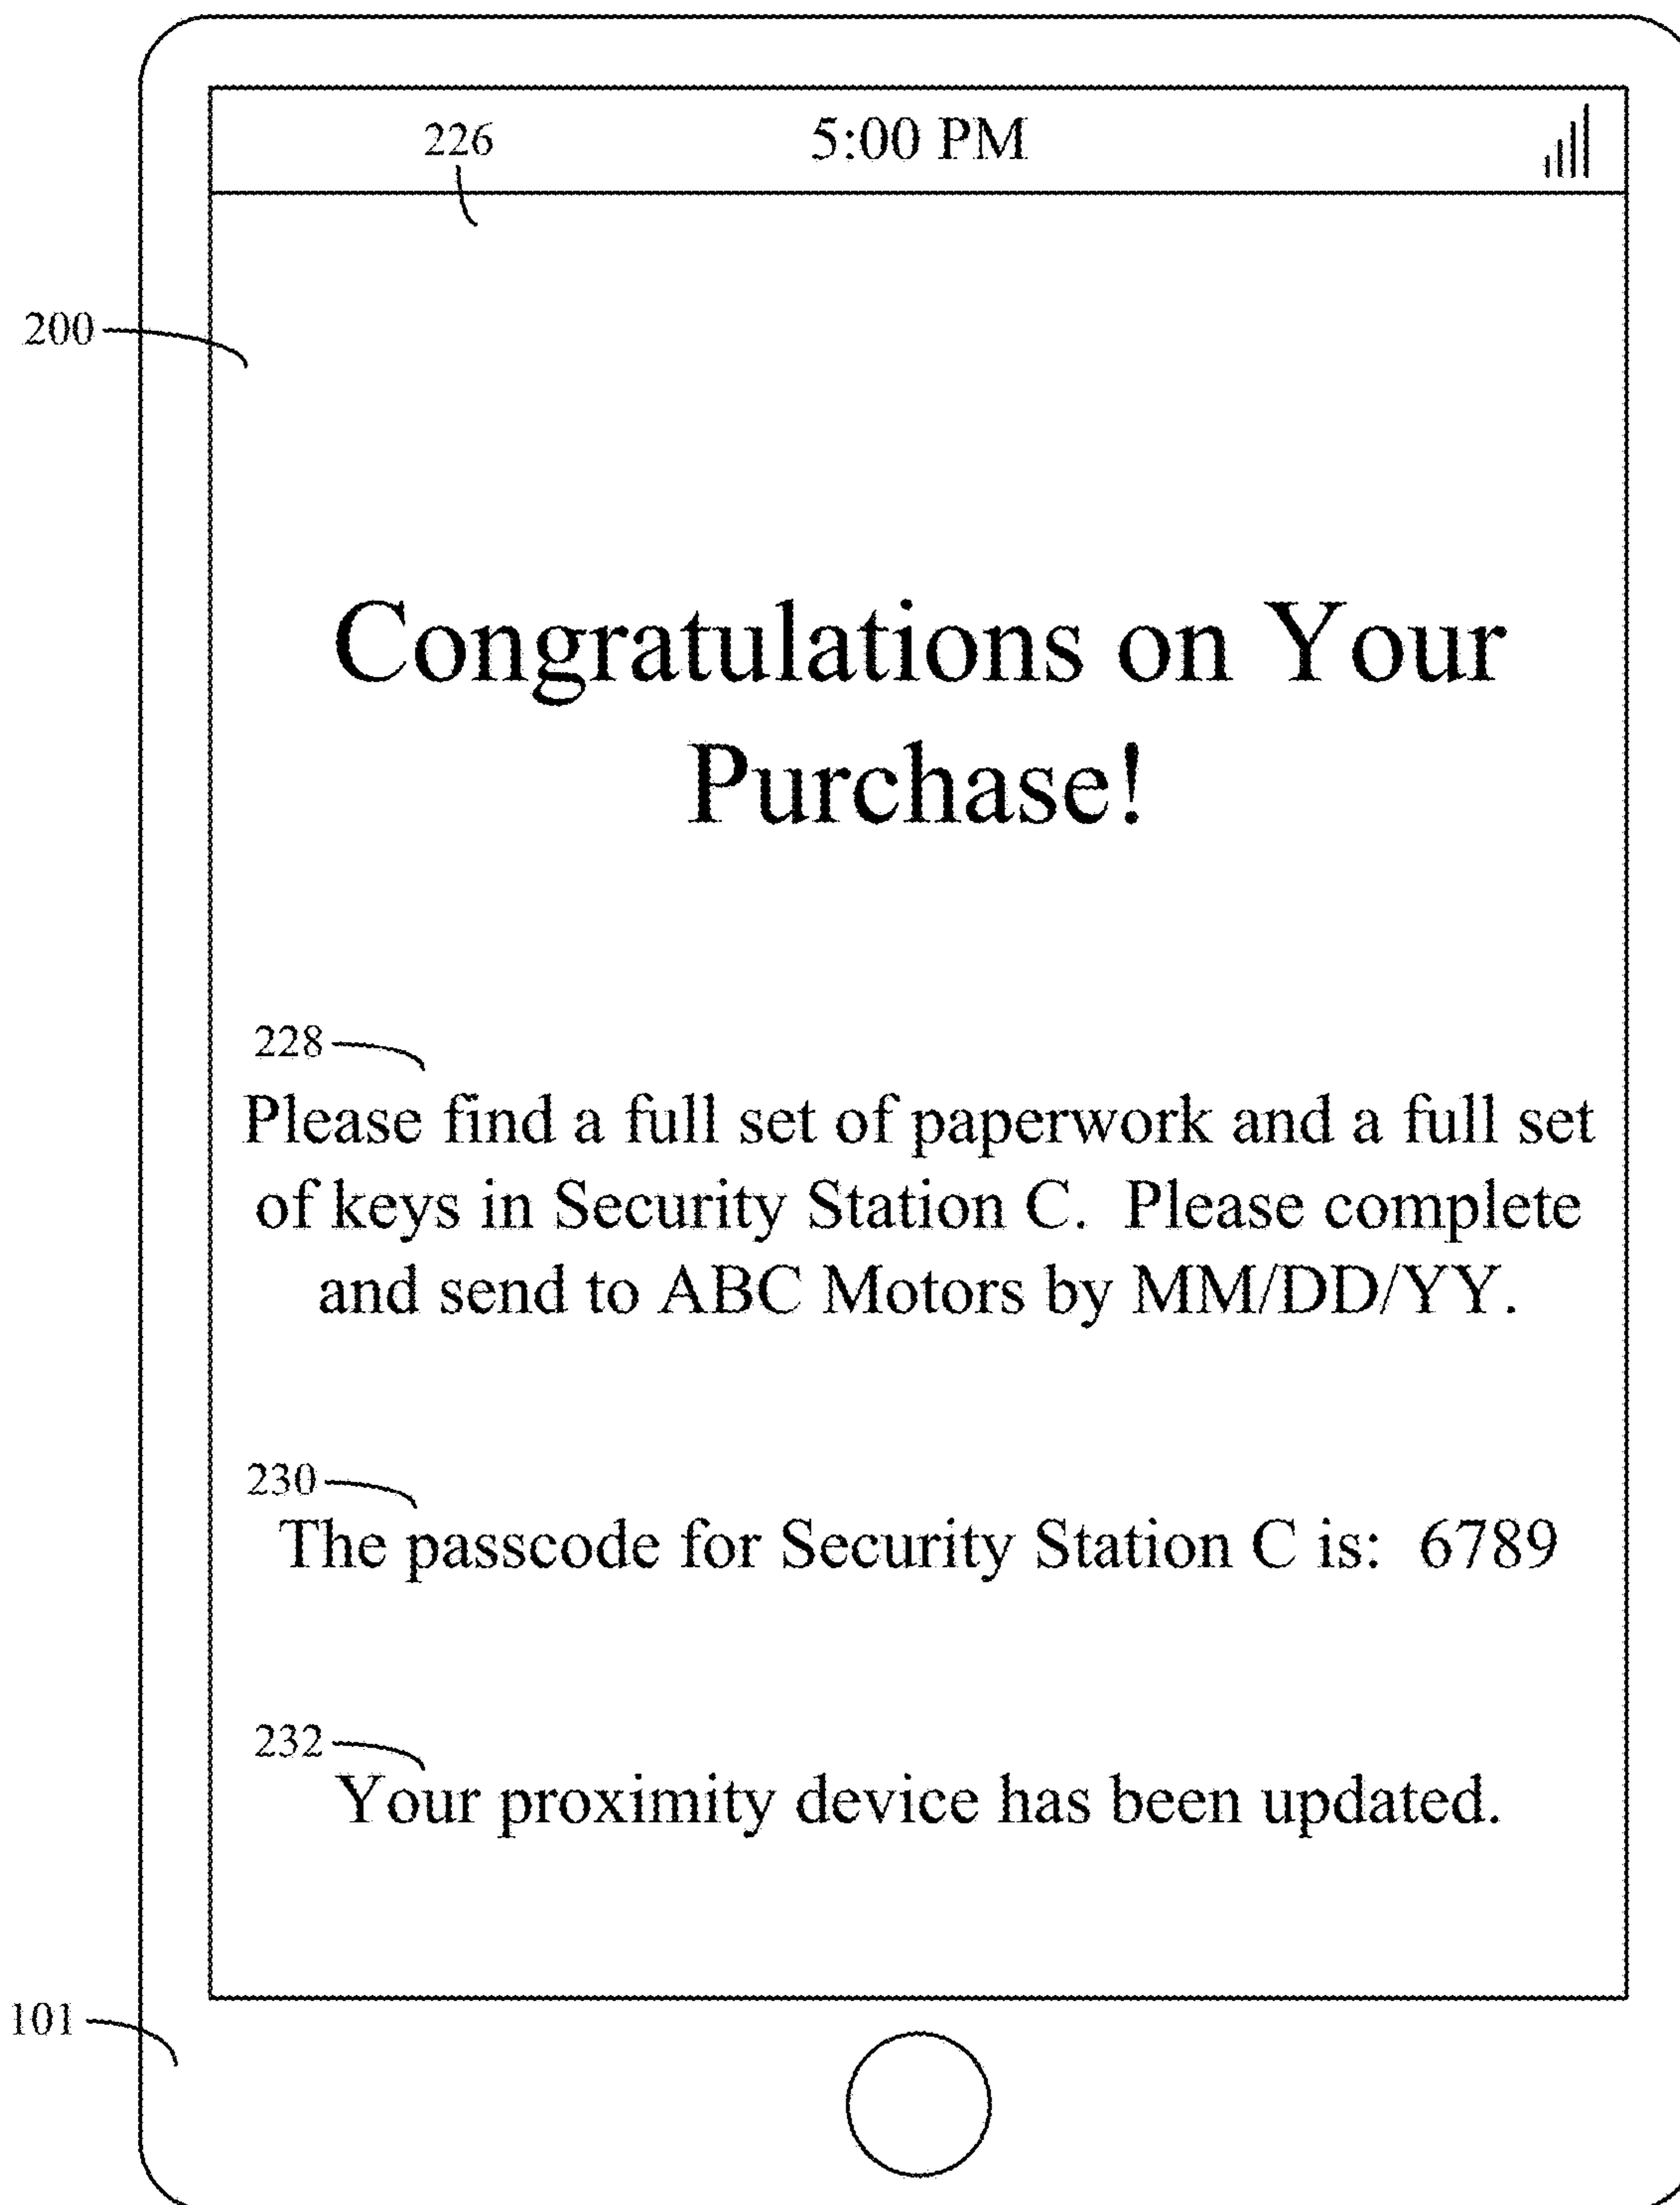 226
5:00 PM
200
Congratulations on Your
Purchase!
228
Please find a full set of paperwork and a full set
of keys in Security Station C.  Please complete
and send to ABC Motors by MM/DD/YY.
230
The passcode for Security Station C is:  6789
232
Your proximity device has been updated.
101